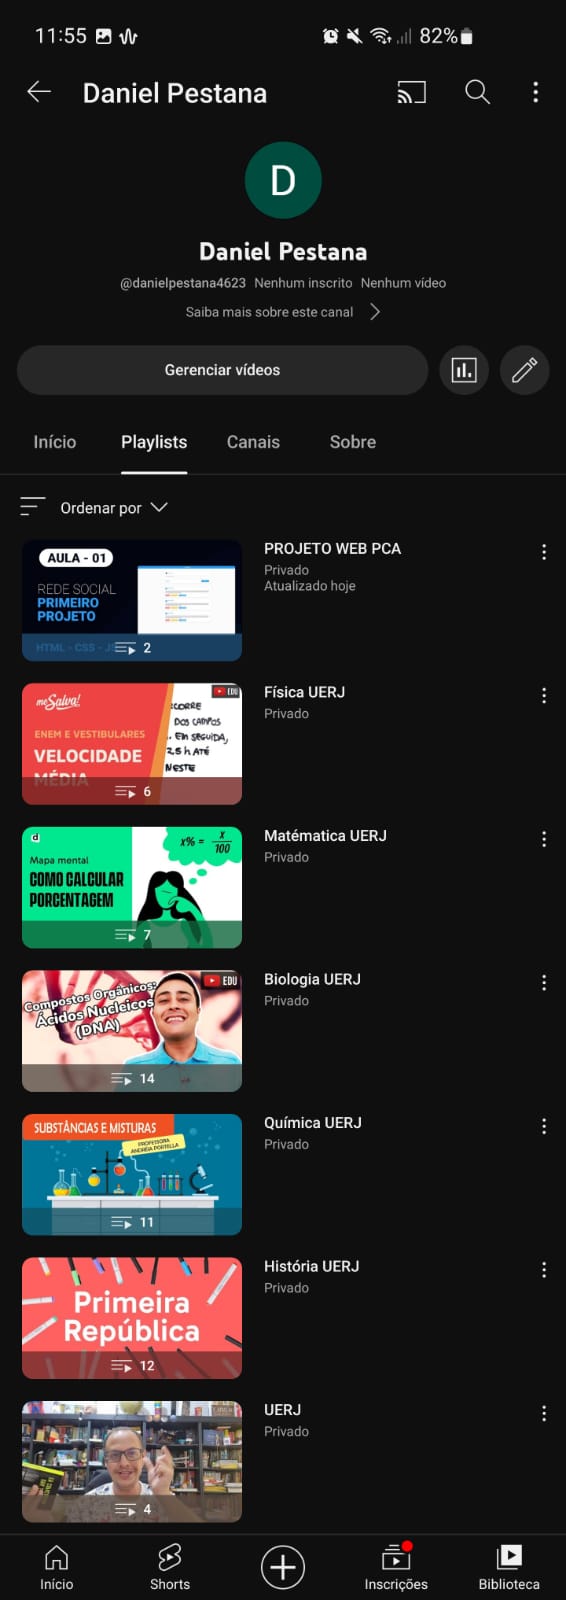 11:55
82%
Daniel Pestana
D
Daniel Pestana
@danielpestana4623 Nenhum inscrito Nenhum vídeo
Saiba mais sobre este canal
Gerenciar vídeos
Início Playlists Canais Sobre
Ordenar por
AULA - 01
REDE SOCIAL
PRIMEIRO
PROJETO
HTML - CSS - JS
2
PROJETO WEB PCA
Privado
Atualizado hoje
meSalva!
EDU
ENEM E VESTIBULARES
VELOCIDADE
MÉDIA
CORRE
DOS CAMPOS
. EM SEGUIDA,
2.5 h ATÉ
NESTE
6
Física UERJ
Privado
d
Mapa mental
COMO CALCULAR
PORCENTAGEM
x% = x/100
7
Matématica UERJ
Privado
EDU
Compostos Orgânicos:
Ácidos Nucleicos
(DNA)
14
Biologia UERJ
Privado
SUBSTÂNCIAS E MISTURAS
PROFESSORA
ANDRÉIA PORTELLA
11
Química UERJ
Privado
Primeira
República
12
História UERJ
Privado
4
UERJ
Privado
Início Shorts Inscrições Biblioteca